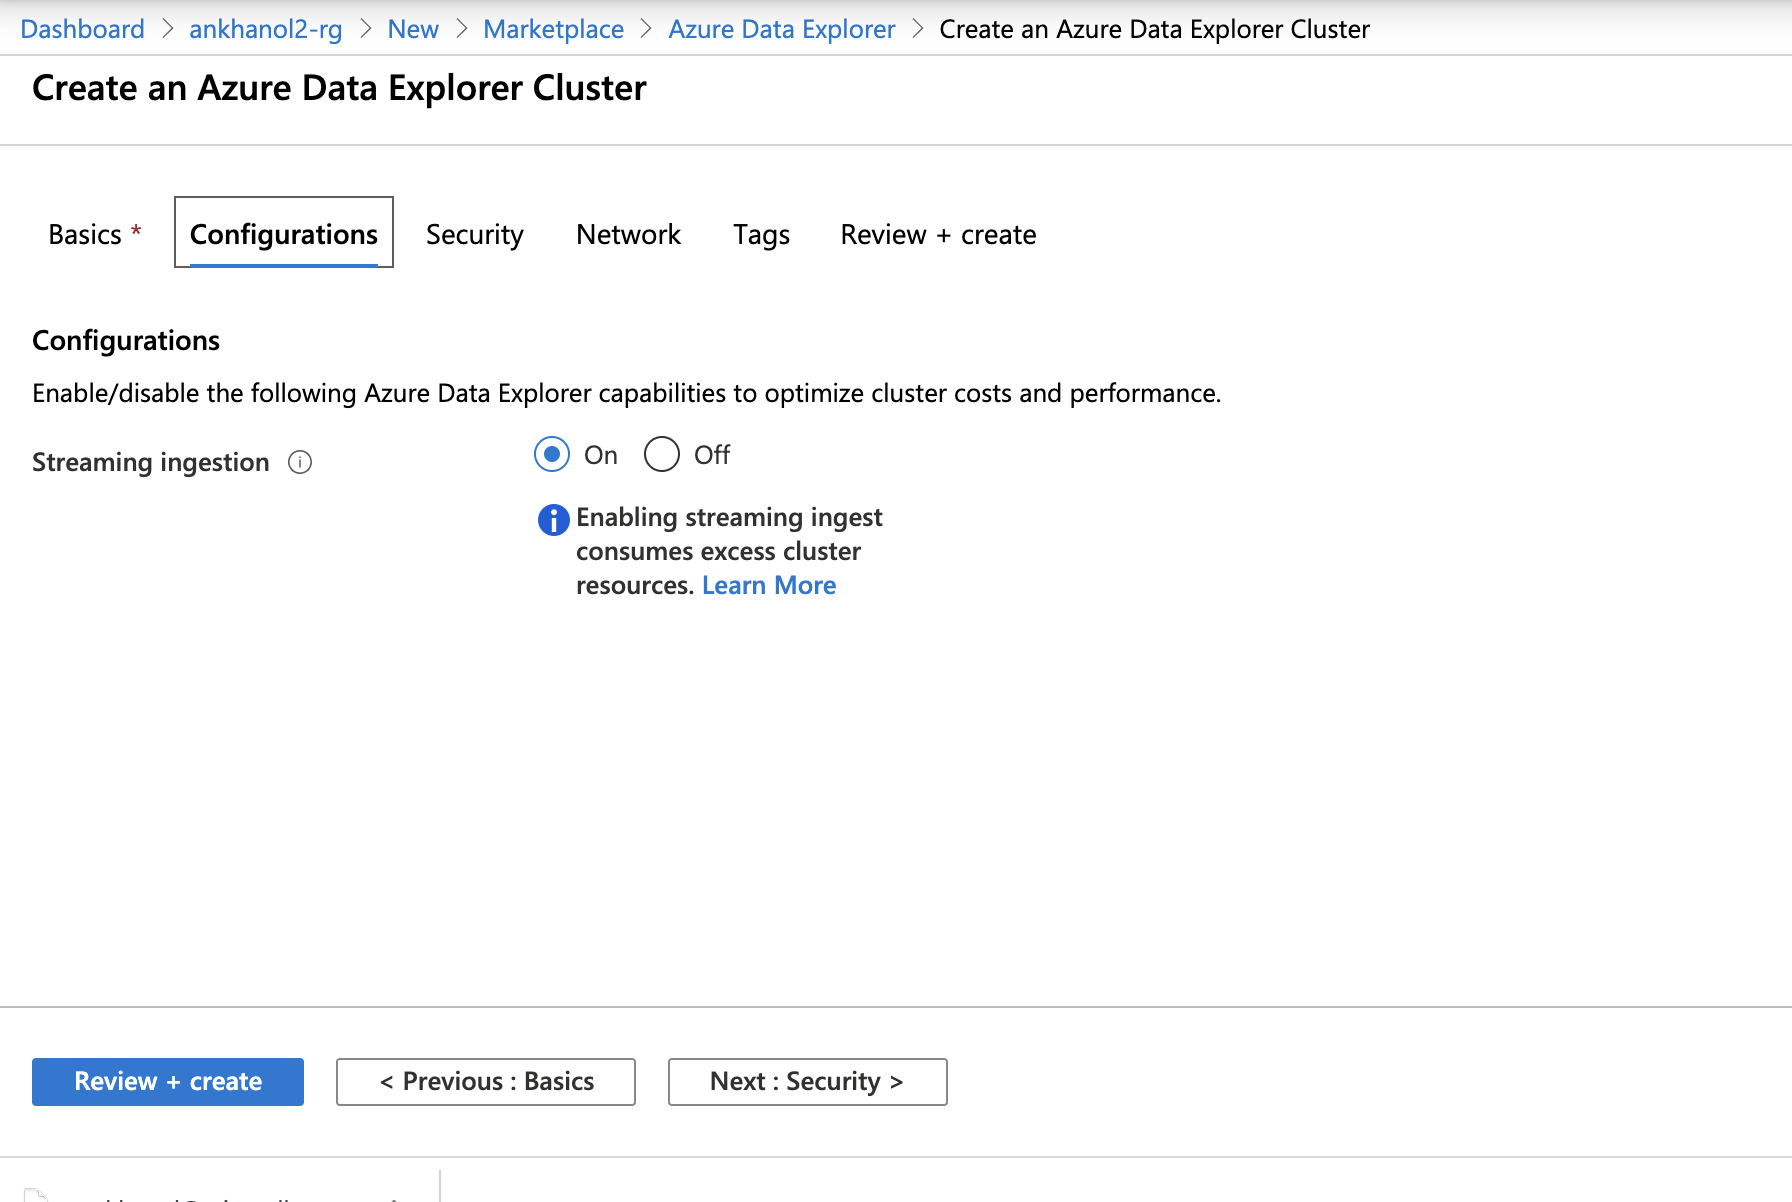 Dashboard > ankhanol2-rg > New > Marketplace > Azure Data Explorer > Create an Azure Data Explorer Cluster
Create an Azure Data Explorer Cluster
Basics * Configurations Security Network Tags Review + create
Configurations
Enable/disable the following Azure Data Explorer capabilities to optimize cluster costs and performance.
Streaming ingestion On Off
Enabling streaming ingest
consumes excess cluster
resources. Learn More
Review + create < Previous : Basics Next : Security >